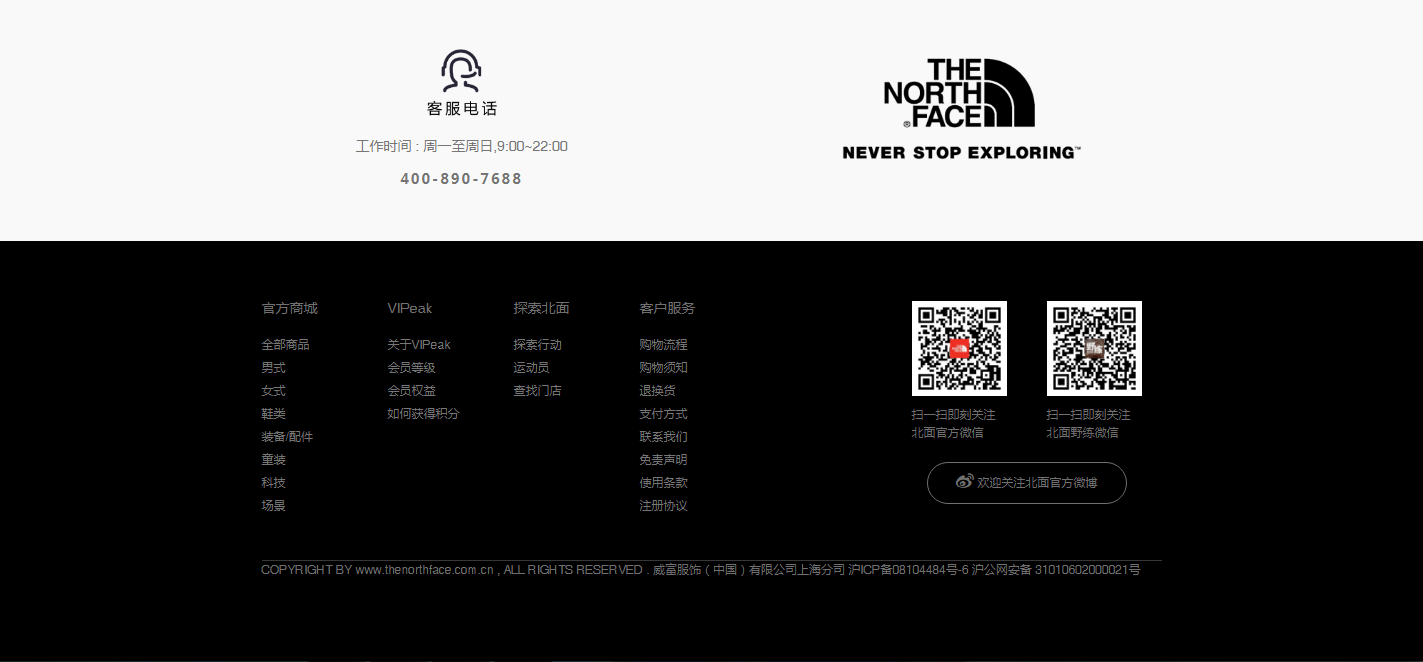 客服电话
工作时间 : 周一至周日,9:00~22:00
400-890-7688
THE
NORTH
®FACE
NEVER STOP EXPLORING™
官方商城
全部商品
男式
女式
鞋类
装备/配件
童装
科技
场景
VIPeak
关于VIPeak
会员等级
会员权益
如何获得积分
探索北面
探索行动
运动员
查找门店
客户服务
购物流程
购物须知
退换货
支付方式
联系我们
免责声明
使用条款
注册协议
扫一扫即刻关注
北面官方微信
野练
扫一扫即刻关注
北面野练微信
欢迎关注北面官方微博
COPYRIGHT BY www.thenorthface.com.cn , ALL RIGHTS RESERVED . 威富服饰 ( 中国 ) 有限公司上海分司 沪ICP备08104484号-6 沪公网安备 31010602000021号